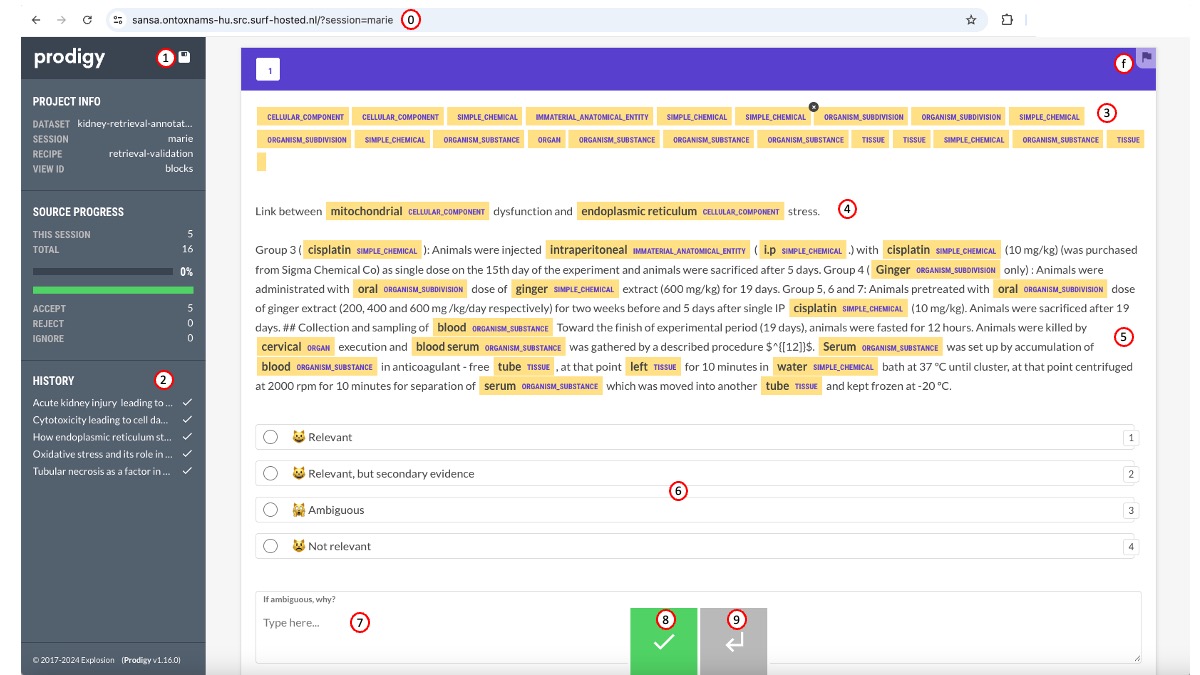 sansa.ontoxnams-hu.src.surf-hosted.nl/?session=marie 0
prodigy 1
PROJECT INFO
DATASET kidney-retrieval-annotat...
SESSION marie
RECIPE retrieval-validation
VIEW ID blocks
SOURCE PROGRESS
THIS SESSION 5
TOTAL 16
0%
ACCEPT 5
REJECT 0
IGNORE 0
HISTORY 2
Acute kidney injury leading to ...
Cytotoxicity leading to cell da...
How endoplasmic reticulum st...
Oxidative stress and its role in ...
Tubular necrosis as a factor in ...
© 2017-2024 Explosion (Prodigy v1.16.0)
1 f
CELLULAR_COMPONENT CELLULAR_COMPONENT SIMPLE_CHEMICAL IMMATERIAL_ANATOMICAL_ENTITY SIMPLE_CHEMICAL SIMPLE_CHEMICAL × ORGANISM_SUBDIVISION ORGANISM_SUBDIVISION SIMPLE_CHEMICAL 3
ORGANISM_SUBDIVISION SIMPLE_CHEMICAL ORGANISM_SUBSTANCE ORGAN ORGANISM_SUBSTANCE ORGANISM_SUBSTANCE ORGANISM_SUBSTANCE TISSUE TISSUE SIMPLE_CHEMICAL ORGANISM_SUBSTANCE TISSUE
Link between mitochondrial CELLULAR_COMPONENT dysfunction and endoplasmic reticulum CELLULAR_COMPONENT stress. 4
Group 3 ( cisplatin SIMPLE_CHEMICAL ): Animals were injected intraperitoneal IMMATERIAL_ANATOMICAL_ENTITY ( i.p SIMPLE_CHEMICAL .) with cisplatin SIMPLE_CHEMICAL (10 mg/kg) (was purchased
from Sigma Chemical Co) as single dose on the 15th day of the experiment and animals were sacrificed after 5 days. Group 4 ( Ginger ORGANISM_SUBDIVISION only) : Animals were
administrated with oral ORGANISM_SUBDIVISION dose of ginger SIMPLE_CHEMICAL extract (600 mg/kg) for 19 days. Group 5, 6 and 7: Animals pretreated with oral ORGANISM_SUBDIVISION dose
of ginger extract (200, 400 and 600 mg /kg/day respectively) for two weeks before and 5 days after single IP cisplatin SIMPLE_CHEMICAL (10 mg/kg). Animals were sacrificed after 19
days. ## Collection and sampling of blood ORGANISM_SUBSTANCE Toward the finish of experimental period (19 days), animals were fasted for 12 hours. Animals were killed by
cervical ORGAN execution and blood serum ORGANISM_SUBSTANCE was gathered by a described procedure $^{[12]}$. Serum ORGANISM_SUBSTANCE was set up by accumulation of 5
blood ORGANISM_SUBSTANCE in anticoagulant - free tube TISSUE , at that point left TISSUE for 10 minutes in water SIMPLE_CHEMICAL bath at 37 °C until cluster, at that point centrifuged
at 2000 rpm for 10 minutes for separation of serum ORGANISM_SUBSTANCE which was moved into another tube TISSUE and kept frozen at -20 °C.
Relevant 1
Relevant, but secondary evidence 2
6
Ambiguous 3
Not relevant 4
If ambiguous, why?
Type here... 7
8 9